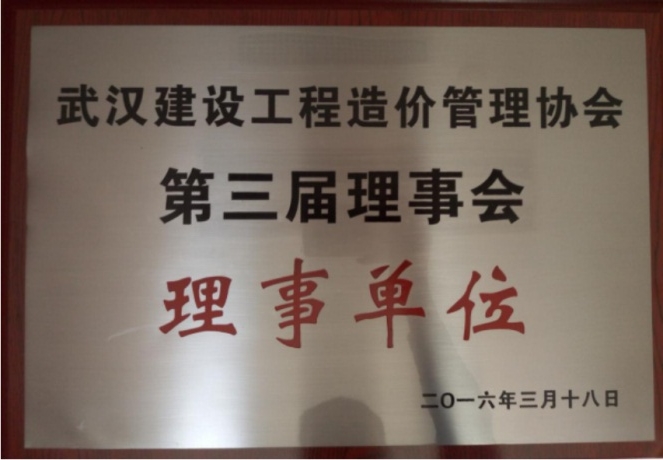 武汉建设工程造价管理协会
第三届理事会
理事单位
二〇一六年三月十八日